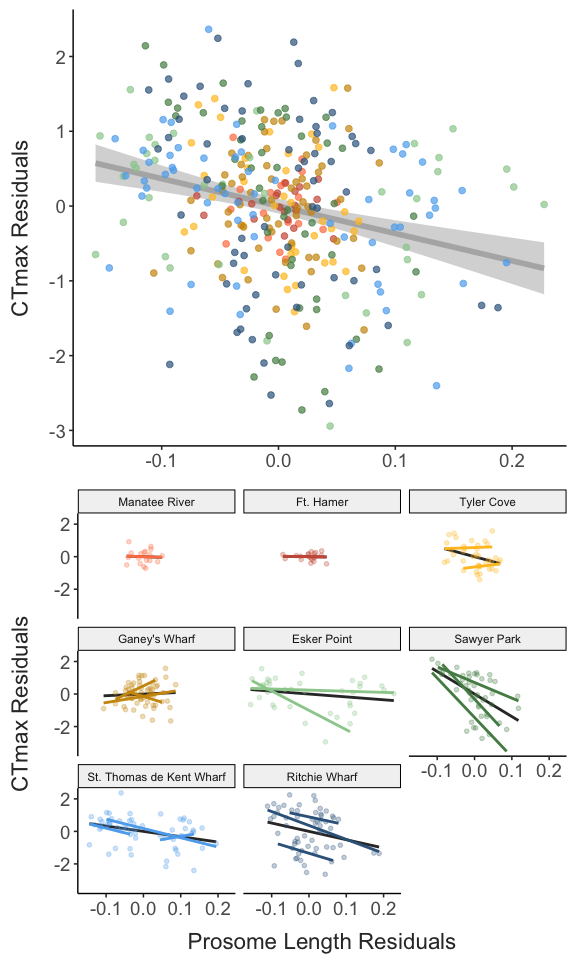 2
1
0
-1
-2
-3
CTmax Residuals
-0.1 0.0 0.1 0.2
Manatee River Ft. Hamer Tyler Cove
2
0
-2
Ganey's Wharf Esker Point Sawyer Park
2
0
-2
-0.1 0.0 0.1 0.2
St. Thomas de Kent Wharf Ritchie Wharf
2
0
-2
-0.1 0.0 0.1 0.2 -0.1 0.0 0.1 0.2
CTmax Residuals
Prosome Length Residuals